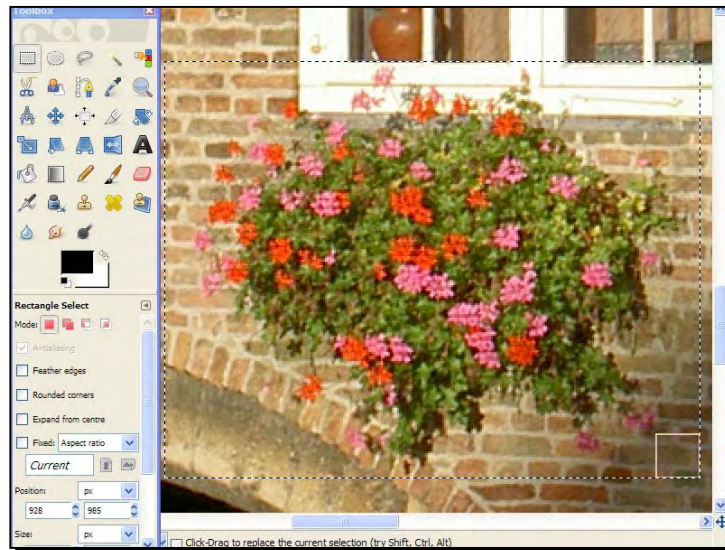 Toolbox
A
Rectangle Select
Mode:
Antialiasing
Feather edges
Rounded corners
Expand from centre
Fixed: Aspect ratio
Current
Position: px
928 985
Size: px
Click-Drag to replace the current selection (try Shift, Ctrl, Alt)